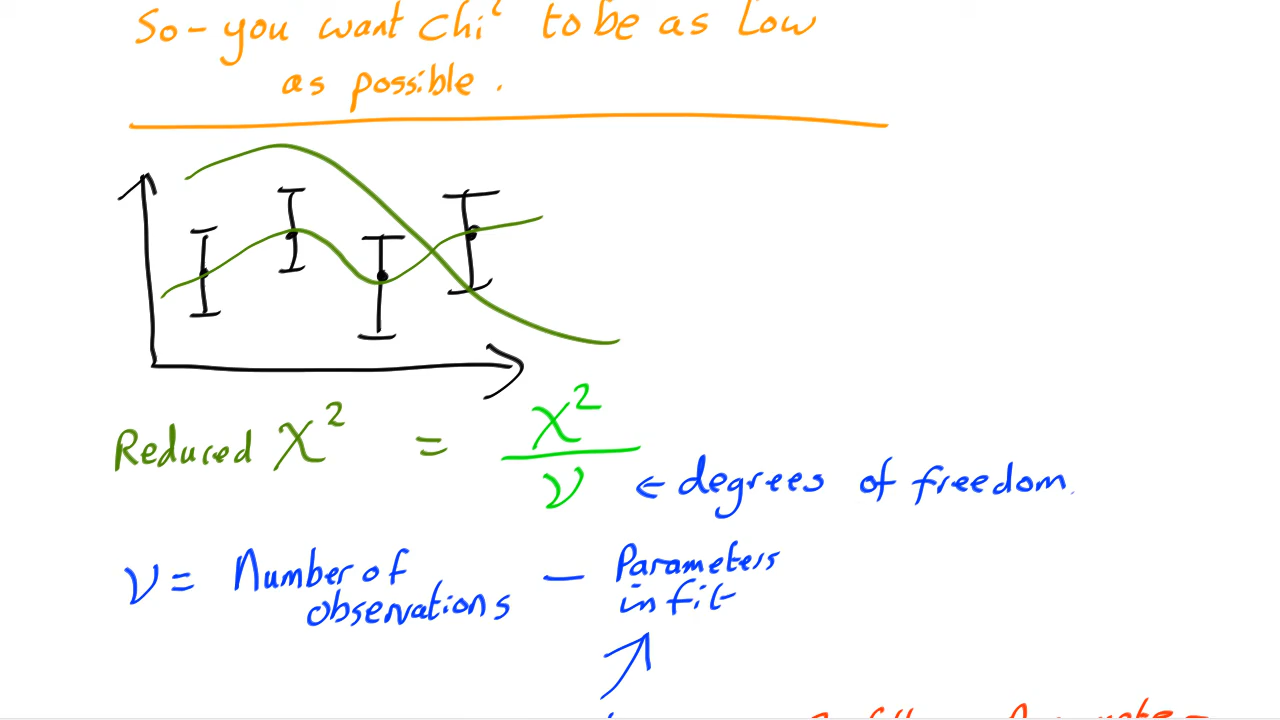 So - you want Chi² to be as Low
as possible.
Reduced χ² = χ²
ν ← degrees of freedom.
ν = Number of observations — Parameters in fit